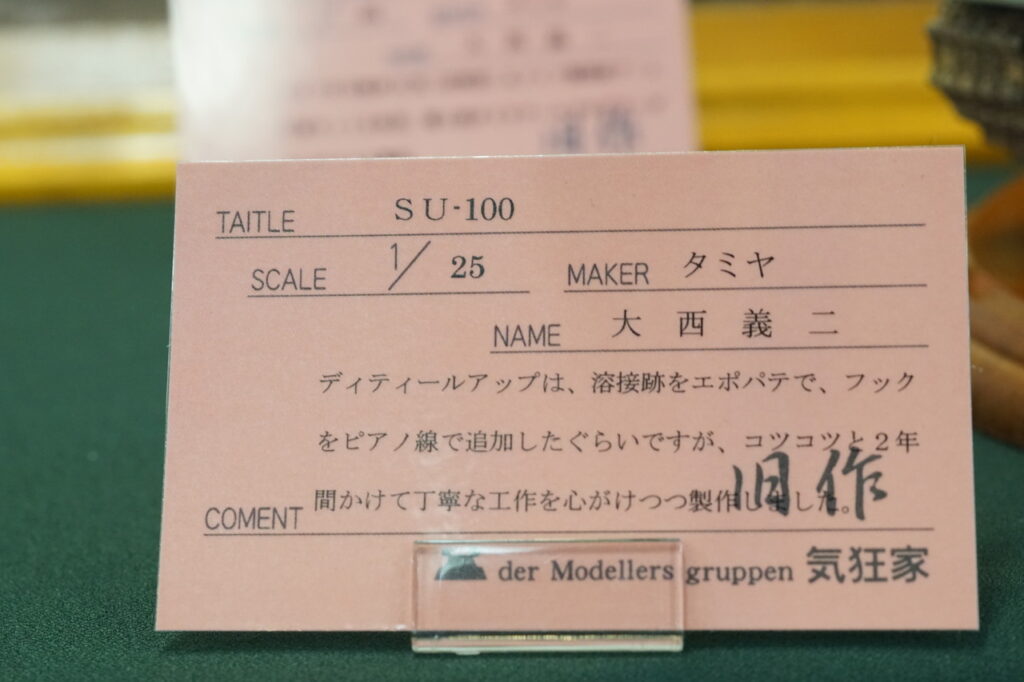 TAITLE SU-100
SCALE 1/25 MAKER タミヤ
NAME 大西義二
ディティールアップは、溶接跡をエポパテで、フック
をピアノ線で追加したぐらいですが、コツコツと2年
間かけて丁寧な工作を心がけつつ製作しました。
旧作
COMENT
der Modellers gruppen 気狂家